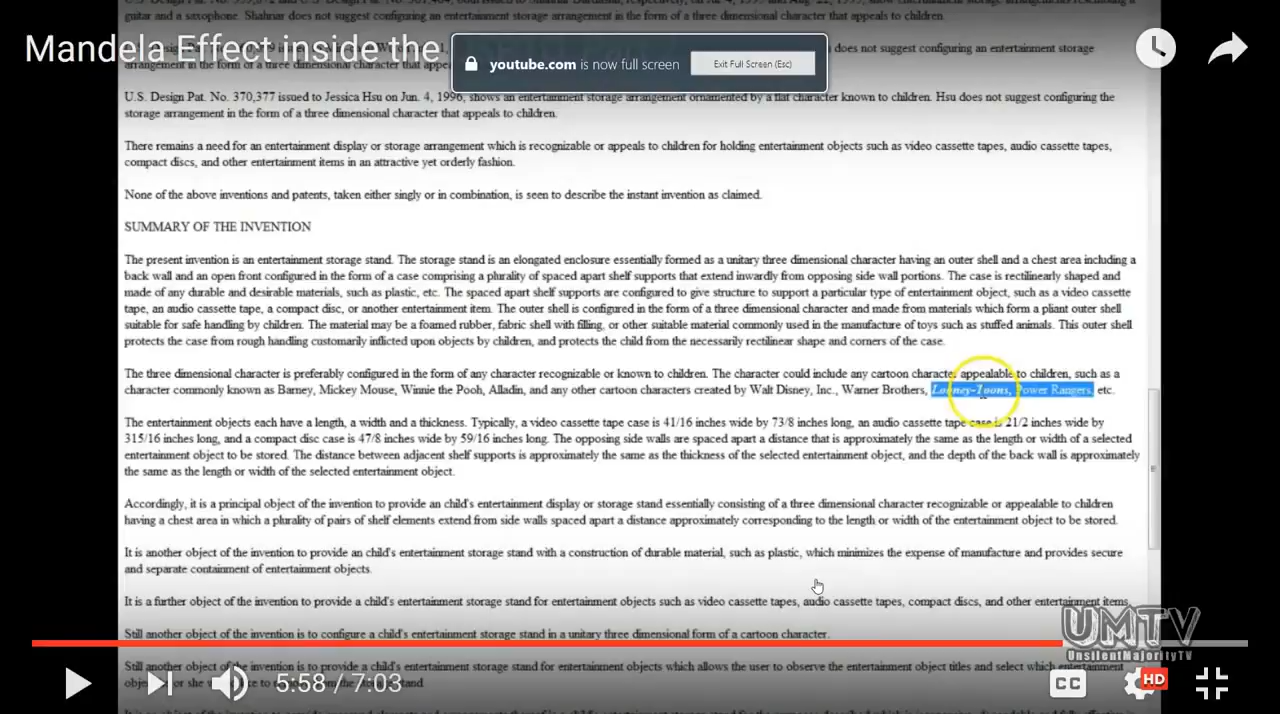 guitar and a saxophone. Shahnar does not suggest configuring an entertainment storage arrangement in the form of a three dimensional character that appeals to children.
Mandela Effect inside the
does not suggest configuring an entertainment storage
arrangement in the form of a three dimensional character that appe
youtube.com is now full screen
Exit Full Screen (Esc)
U.S. Design Pat. No. 370,377 issued to Jessica Hsu on Jun. 4, 1996, shows an entertainment storage arrangement ornamented by a flat character known to children. Hsu does not suggest configuring the
storage arrangement in the form of a three dimensional character that appeals to children.
There remains a need for an entertainment display or storage arrangement which is recognizable or appeals to children for holding entertainment objects such as video cassette tapes, audio cassette tapes,
compact discs, and other entertainment items in an attractive yet orderly fashion.
None of the above inventions and patents, taken either singly or in combination, is seen to describe the instant invention as claimed.
SUMMARY OF THE INVENTION
The present invention is an entertainment storage stand. The storage stand is an elongated enclosure essentially formed as a unitary three dimensional character having an outer shell and a chest area including a
back wall and an open front configured in the form of a case comprising a plurality of spaced apart shelf supports that extend inwardly from opposing side wall portions. The case is rectilinearly shaped and
made of any durable and desirable materials, such as plastic, etc. The spaced apart shelf supports are configured to give structure to support a particular type of entertainment object, such as a video cassette
tape, an audio cassette tape, a compact disc, or another entertainment item. The outer shell is configured in the form of a three dimensional character and made from materials which form a pliant outer shell
suitable for safe handling by children. The material may be a foamed rubber, fabric shell with filling, or other suitable material commonly used in the manufacture of toys such as stuffed animals. This outer shell
protects the case from rough handling customarily inflicted upon objects by children, and protects the child from the necessarily rectilinear shape and corners of the case.
The three dimensional character is preferably configured in the form of any character recognizable or known to children. The character could include any cartoon character appealable to children, such as a
character commonly known as Barney, Mickey Mouse, Winnie the Pooh, Alladin, and any other cartoon characters created by Walt Disney, Inc., Warner Brothers, Looney-Toons, Power Rangers, etc.
The entertainment objects each have a length, a width and a thickness. Typically, a video cassette tape case is 41/16 inches wide by 73/8 inches long, an audio cassette tape case is 21/2 inches wide by
315/16 inches long, and a compact disc case is 47/8 inches wide by 59/16 inches long. The opposing side walls are spaced apart a distance that is approximately the same as the length or width of a selected
entertainment object to be stored. The distance between adjacent shelf supports is approximately the same as the thickness of the selected entertainment object, and the depth of the back wall is approximately
the same as the length or width of the selected entertainment object.
Accordingly, it is a principal object of the invention to provide an child's entertainment display or storage stand essentially consisting of a three dimensional character recognizable or appealable to children
having a chest area in which a plurality of pairs of shelf elements extend from side walls spaced apart a distance approximately corresponding to the length or width of the entertainment object to be stored.
It is another object of the invention to provide an child's entertainment storage stand with a construction of durable material, such as plastic, which minimizes the expense of manufacture and provides secure
and separate containment of entertainment objects.
It is a further object of the invention to provide a child's entertainment storage stand for entertainment objects such as video cassette tapes, audio cassette tapes, compact discs, and other entertainment items.
Still another object of the invention is to configure a child's entertainment storage stand in a unitary three dimensional form of a cartoon character.
UMTV
UnsilentMajorityTV
Still another object of the invention is to provide a child's entertainment storage stand for entertainment objects which allows the user to observe the entertainment object titles and select which entertainment
5:58 / 7:03
CC
HD